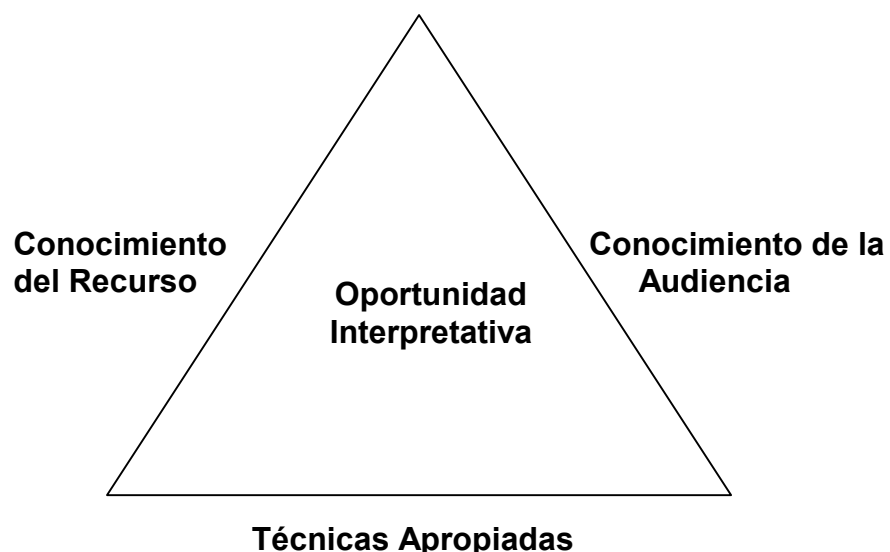 Conocimiento
del Recurso
Conocimiento de la
Audiencia
Oportunidad
Interpretativa
Técnicas Apropiadas